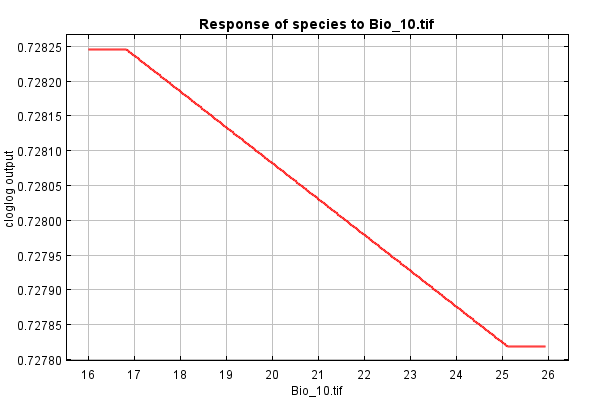 Response of species to Bio_10.tif
0.72825
0.72820
0.72815
0.72810
0.72805
0.72800
0.72795
0.72790
0.72785
0.72780
cloglog output
16 17 18 19 20 21 22 23 24 25 26
Bio_10.tif